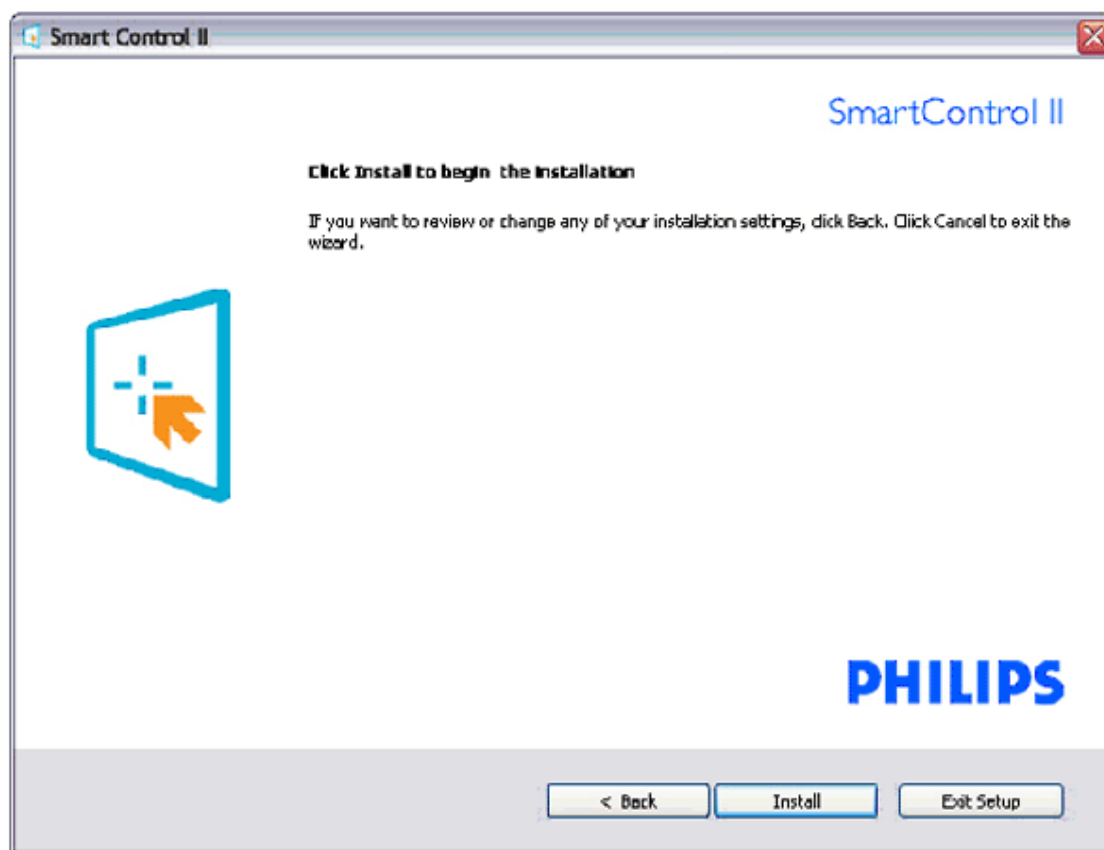 Smart Control II
SmartControl II
Click Install to begin the installation
If you want to review or change any of your installation settings, click Back. Click Cancel to exit the
wizard.
PHILIPS
< Back
Install
Exit Setup